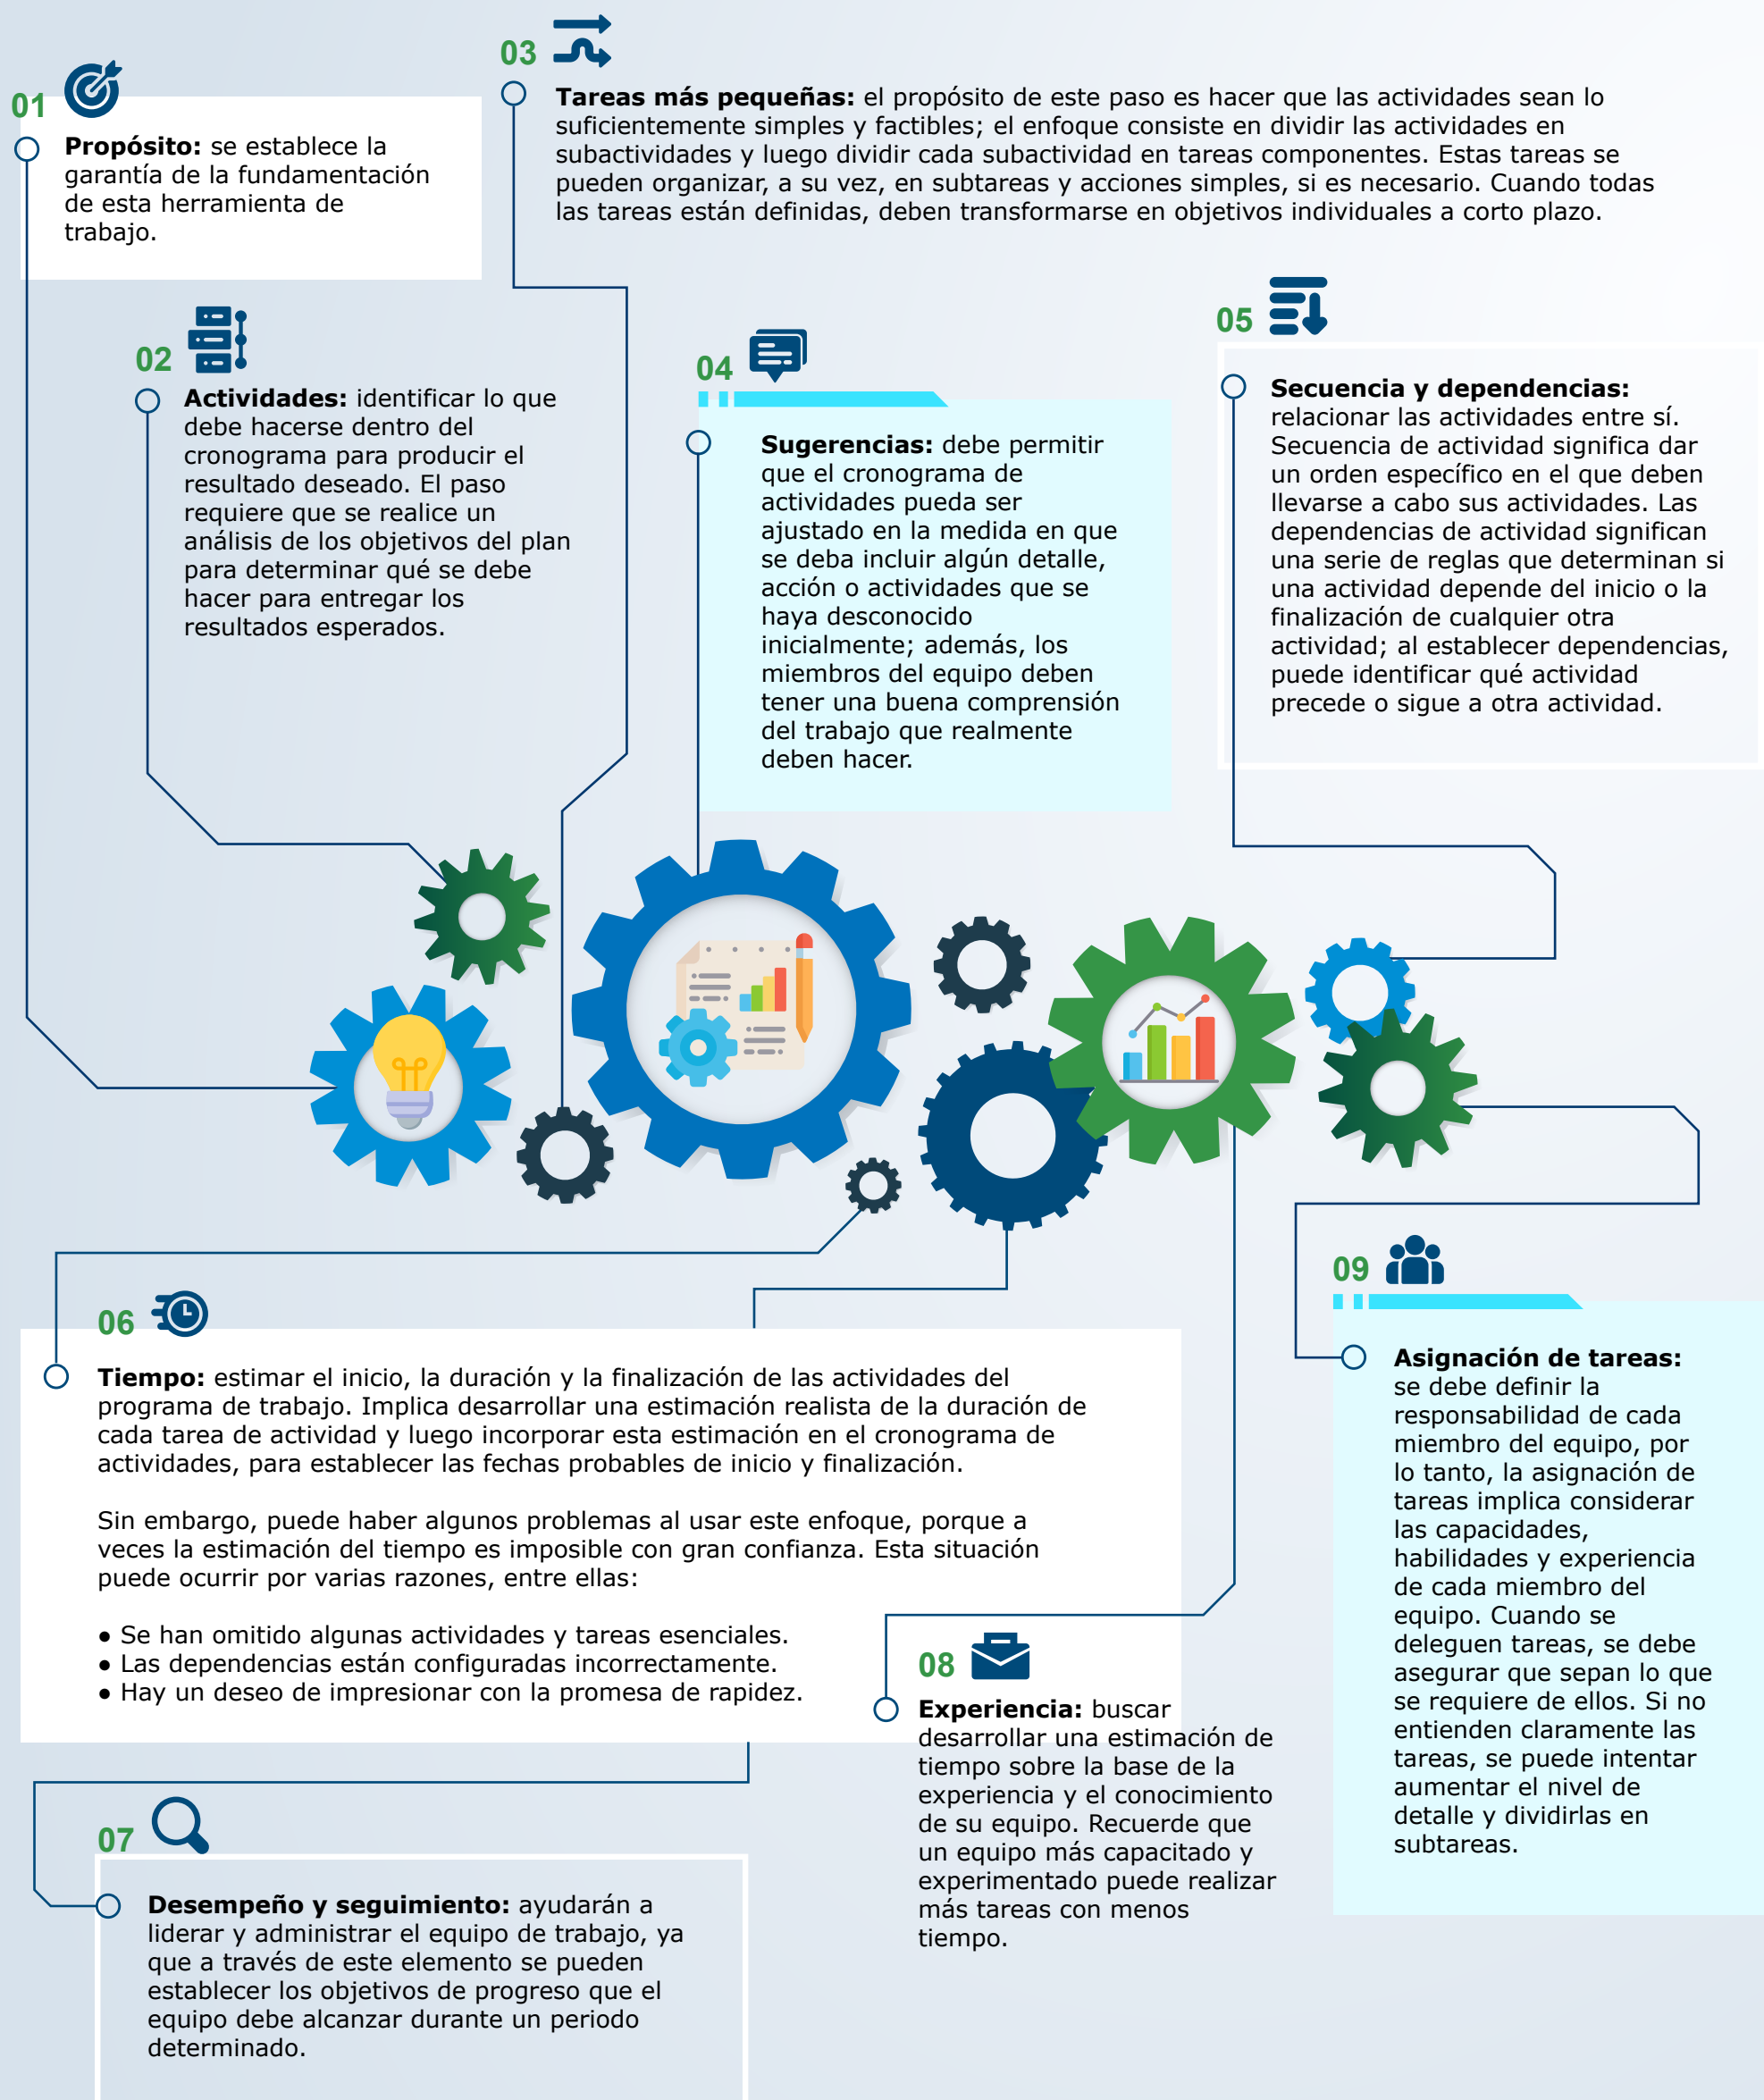 01
Propósito: se establece la
garantía de la fundamentación
de esta herramienta de
trabajo.
02
Actividades: identificar lo que
debe hacerse dentro del
cronograma para producir el
resultado deseado. El paso
requiere que se realice un
análisis de los objetivos del plan
para determinar qué se debe
hacer para entregar los
resultados esperados.
03
Tareas más pequeñas: el propósito de este paso es hacer que las actividades sean lo
suficientemente simples y factibles; el enfoque consiste en dividir las actividades en
subactividades y luego dividir cada subactividad en tareas componentes. Estas tareas se
pueden organizar, a su vez, en subtareas y acciones simples, si es necesario. Cuando todas
las tareas están definidas, deben transformarse en objetivos individuales a corto plazo.
04
Sugerencias: debe permitir
que el cronograma de
actividades pueda ser
ajustado en la medida en que
se deba incluir algún detalle,
acción o actividades que se
haya desconocido
inicialmente; además, los
miembros del equipo deben
tener una buena comprensión
del trabajo que realmente
deben hacer.
05
Secuencia y dependencias:
relacionar las actividades entre sí.
Secuencia de actividad significa dar
un orden específico en el que deben
llevarse a cabo sus actividades. Las
dependencias de actividad significan
una serie de reglas que determinan si
una actividad depende del inicio o la
finalización de cualquier otra
actividad; al establecer dependencias,
puede identificar qué actividad
precede o sigue a otra actividad.
06
Tiempo: estimar el inicio, la duración y la finalización de las actividades del
programa de trabajo. Implica desarrollar una estimación realista de la duración de
cada tarea de actividad y luego incorporar esta estimación en el cronograma de
actividades, para establecer las fechas probables de inicio y finalización.
Sin embargo, puede haber algunos problemas al usar este enfoque, porque a
veces la estimación del tiempo es imposible con gran confianza. Esta situación
puede ocurrir por varias razones, entre ellas:
● Se han omitido algunas actividades y tareas esenciales.
● Las dependencias están configuradas incorrectamente.
● Hay un deseo de impresionar con la promesa de rapidez.
07
Desempeño y seguimiento: ayudarán a
liderar y administrar el equipo de trabajo, ya
que a través de este elemento se pueden
establecer los objetivos de progreso que el
equipo debe alcanzar durante un periodo
determinado.
08
Experiencia: buscar
desarrollar una estimación de
tiempo sobre la base de la
experiencia y el conocimiento
de su equipo. Recuerde que
un equipo más capacitado y
experimentado puede realizar
más tareas con menos
tiempo.
09
Asignación de tareas:
se debe definir la
responsabilidad de cada
miembro del equipo, por
lo tanto, la asignación de
tareas implica considerar
las capacidades,
habilidades y experiencia
de cada miembro del
equipo. Cuando se
deleguen tareas, se debe
asegurar que sepan lo que
se requiere de ellos. Si no
entienden claramente las
tareas, se puede intentar
aumentar el nivel de
detalle y dividirlas en
subtareas.